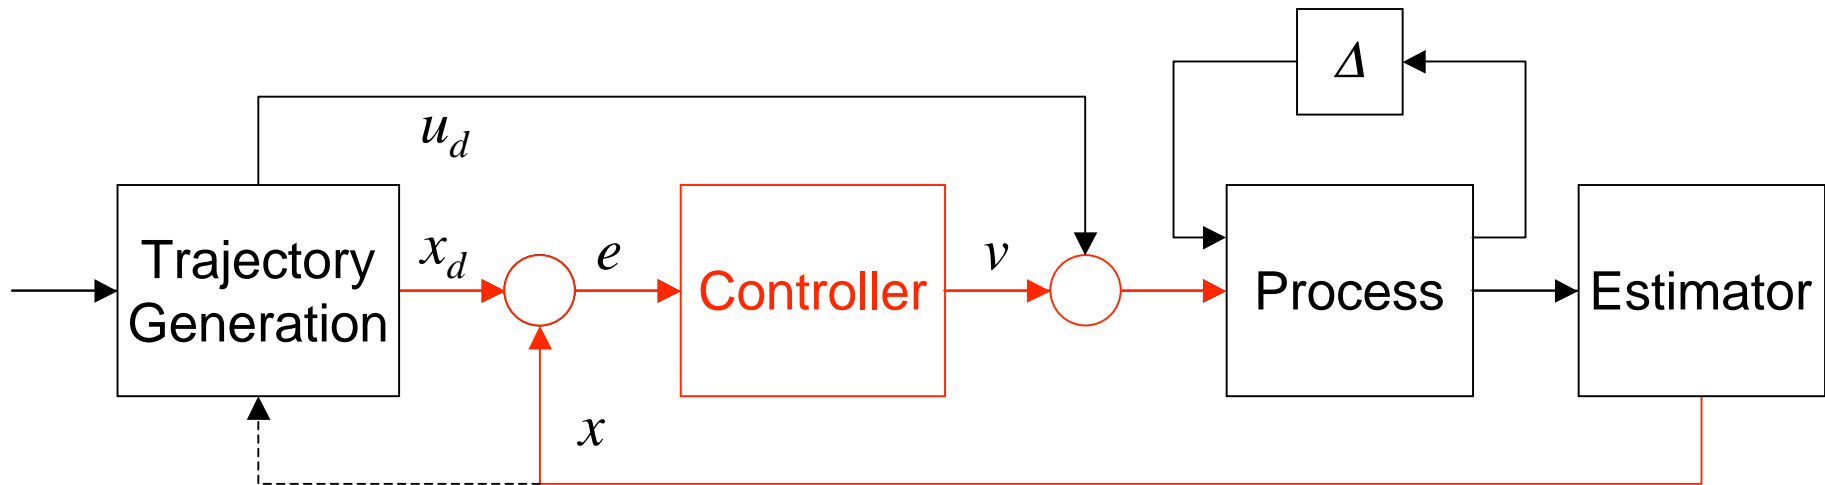 Δ
u_d
Trajectory
Generation
x_d
e
Controller
v
Process
Estimator
x